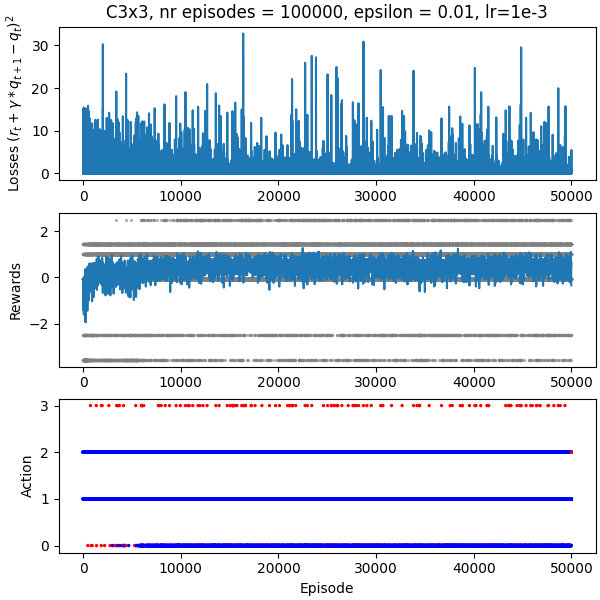 C3x3, nr episodes = 100000, epsilon = 0.01, lr=1e-3
Losses $(r_t + \gamma * q_{t+1} - q_t)^2$
30
20
10
0
0 10000 20000 30000 40000 50000
Rewards
2
0
−2
0 10000 20000 30000 40000 50000
Action
3
2
1
0
0 10000 20000 30000 40000 50000
Episode